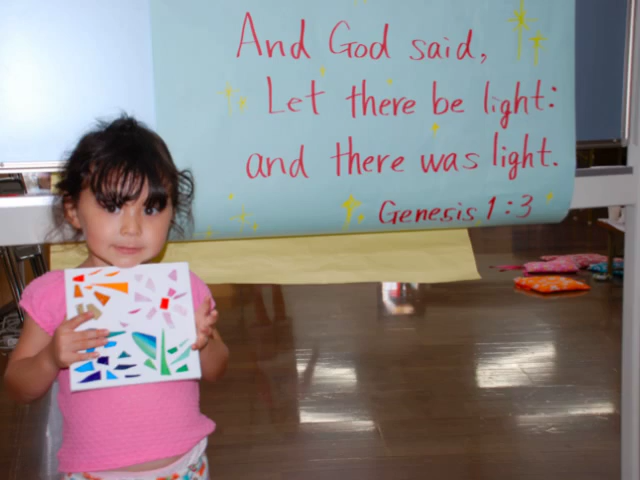 And God said,
Let there be light:
and there was light.
Genesis 1:3